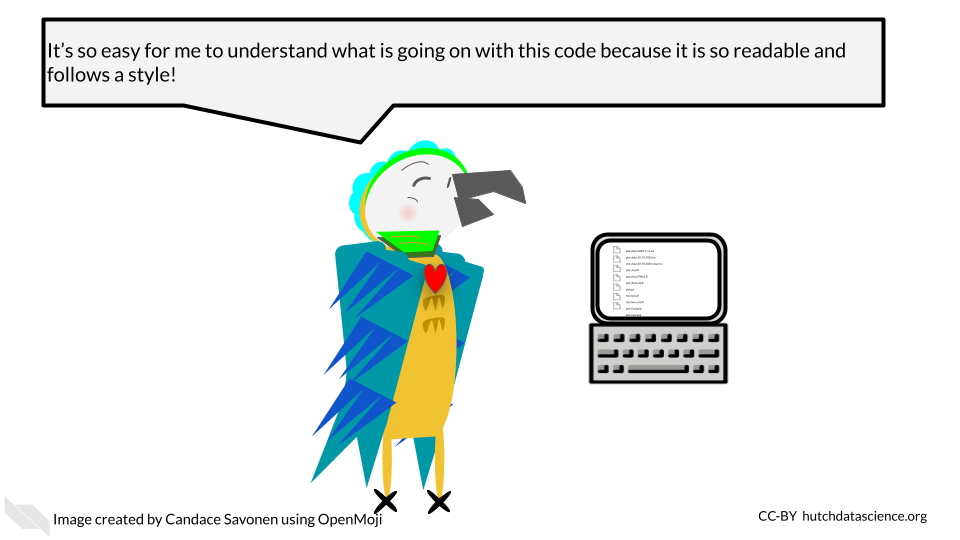 It's so easy for me to understand what is going on with this code because it is so readable and
follows a style!
Image created by Candace Savonen using OpenMoji
CC-BY hutchdatascience.org